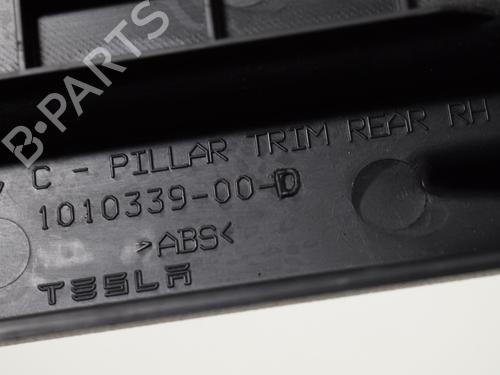 C - PILLAR TRIM REAR RH
1010339-00-D
>ABS<
TESLA
B-PARTS